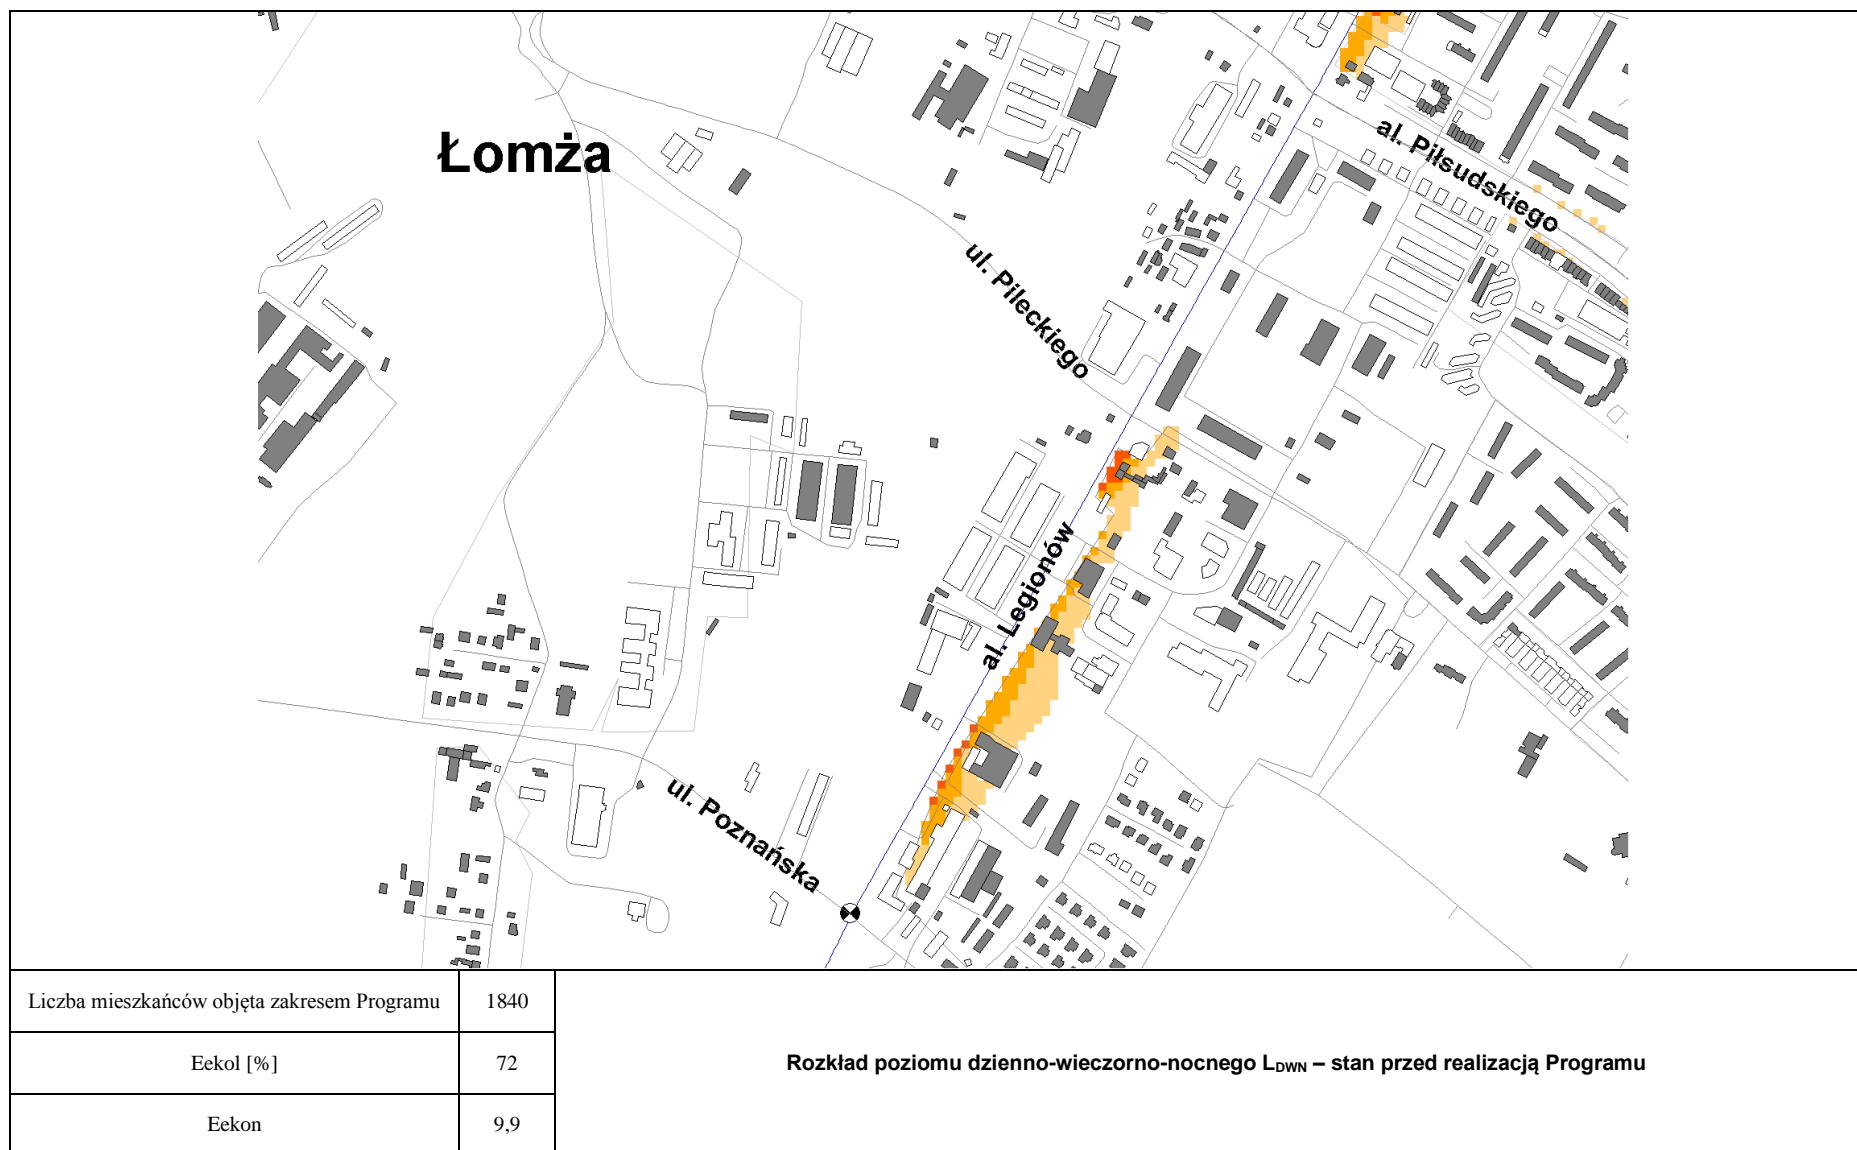 Łomża
al. Piłsudskiego
ul. Pileckiego
al. Legionów
ul. Poznańska
Liczba mieszkańców objęta zakresem Programu 1840
Eekol [%] 72
Eekon 9,9
Rozkład poziomu dzienno-wieczorno-nocnego LDWN – stan przed realizacją Programu